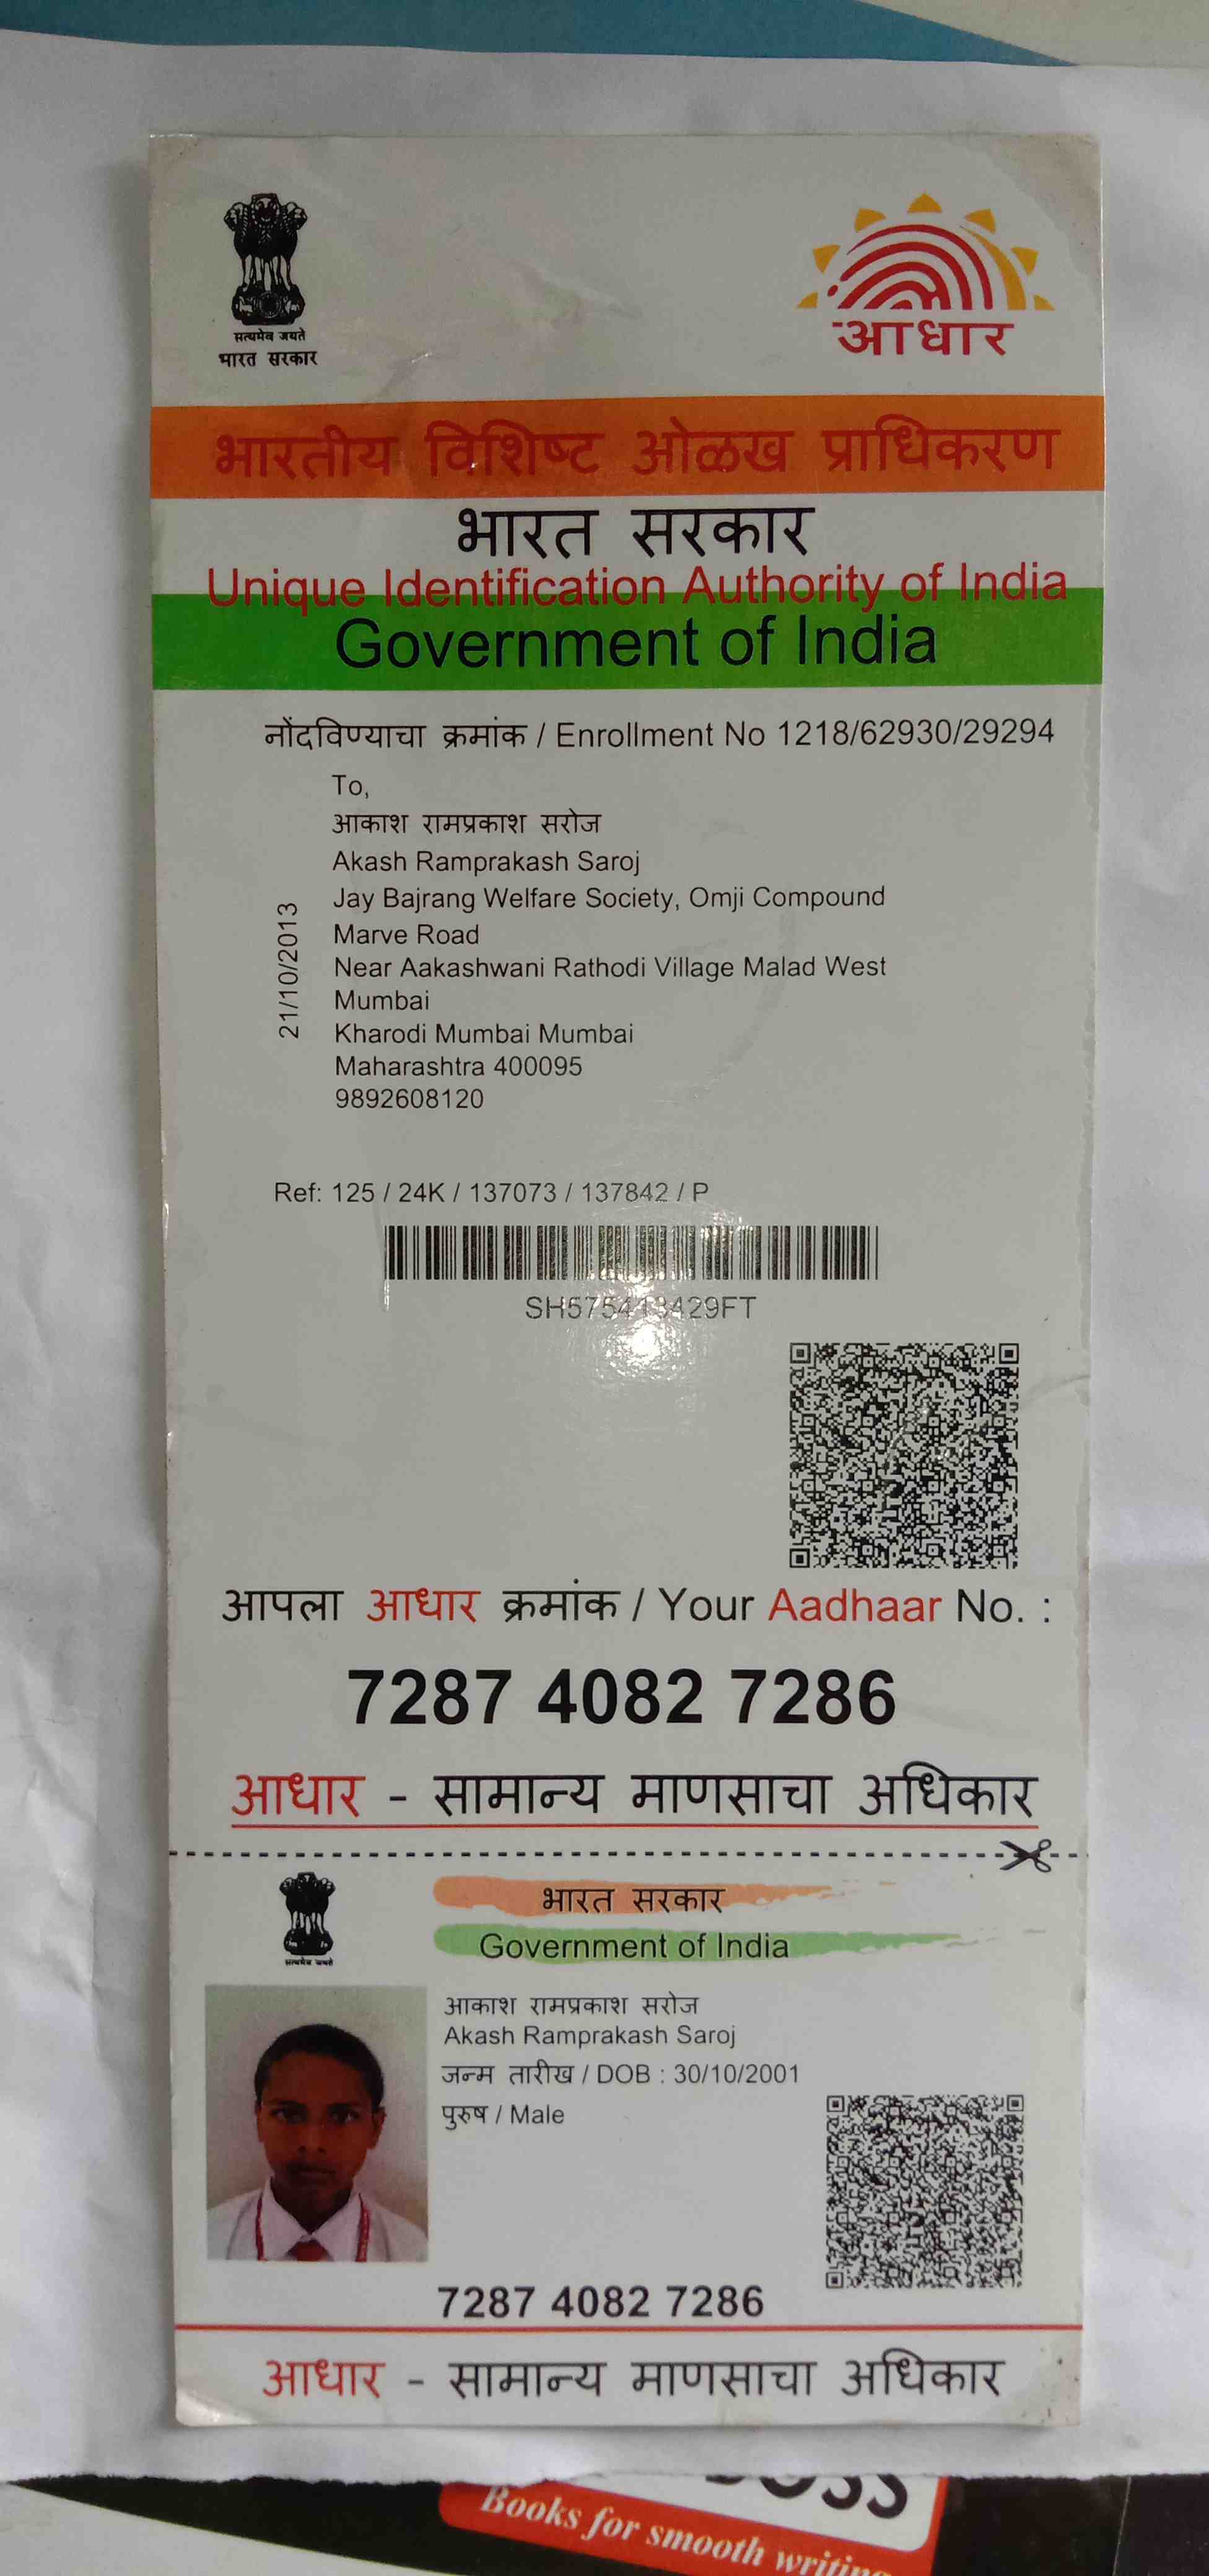 सत्यमेव जयते
भारत सरकार
आधार
भारतीय विशिष्ट ओळख प्राधिकरण
भारत सरकार
Unique Identification Authority of India
Government of India
नोंदविण्याचा क्रमांक / Enrollment No 1218/62930/29294
To,
आकाश रामप्रकाश सरोज
Akash Ramprakash Saroj
Jay Bajrang Welfare Society, Omji Compound
Marve Road
Near Aakashwani Rathodi Village Malad West
Mumbai
Kharodi Mumbai Mumbai
Maharashtra 400095
9892608120
21/10/2013
Ref: 125 / 24K / 137073 / 137842 / P
SH575413429FT
आपला आधार क्रमांक / Your Aadhaar No. :
7287 4082 7286
आधार - सामान्य माणसाचा अधिकार
भारत सरकार
Government of India
सत्यमेव जयते
आकाश रामप्रकाश सरोज
Akash Ramprakash Saroj
जन्म तारीख / DOB : 30/10/2001
पुरुष / Male
7287 4082 7286
आधार - सामान्य माणसाचा अधिकार
Books for smooth writing